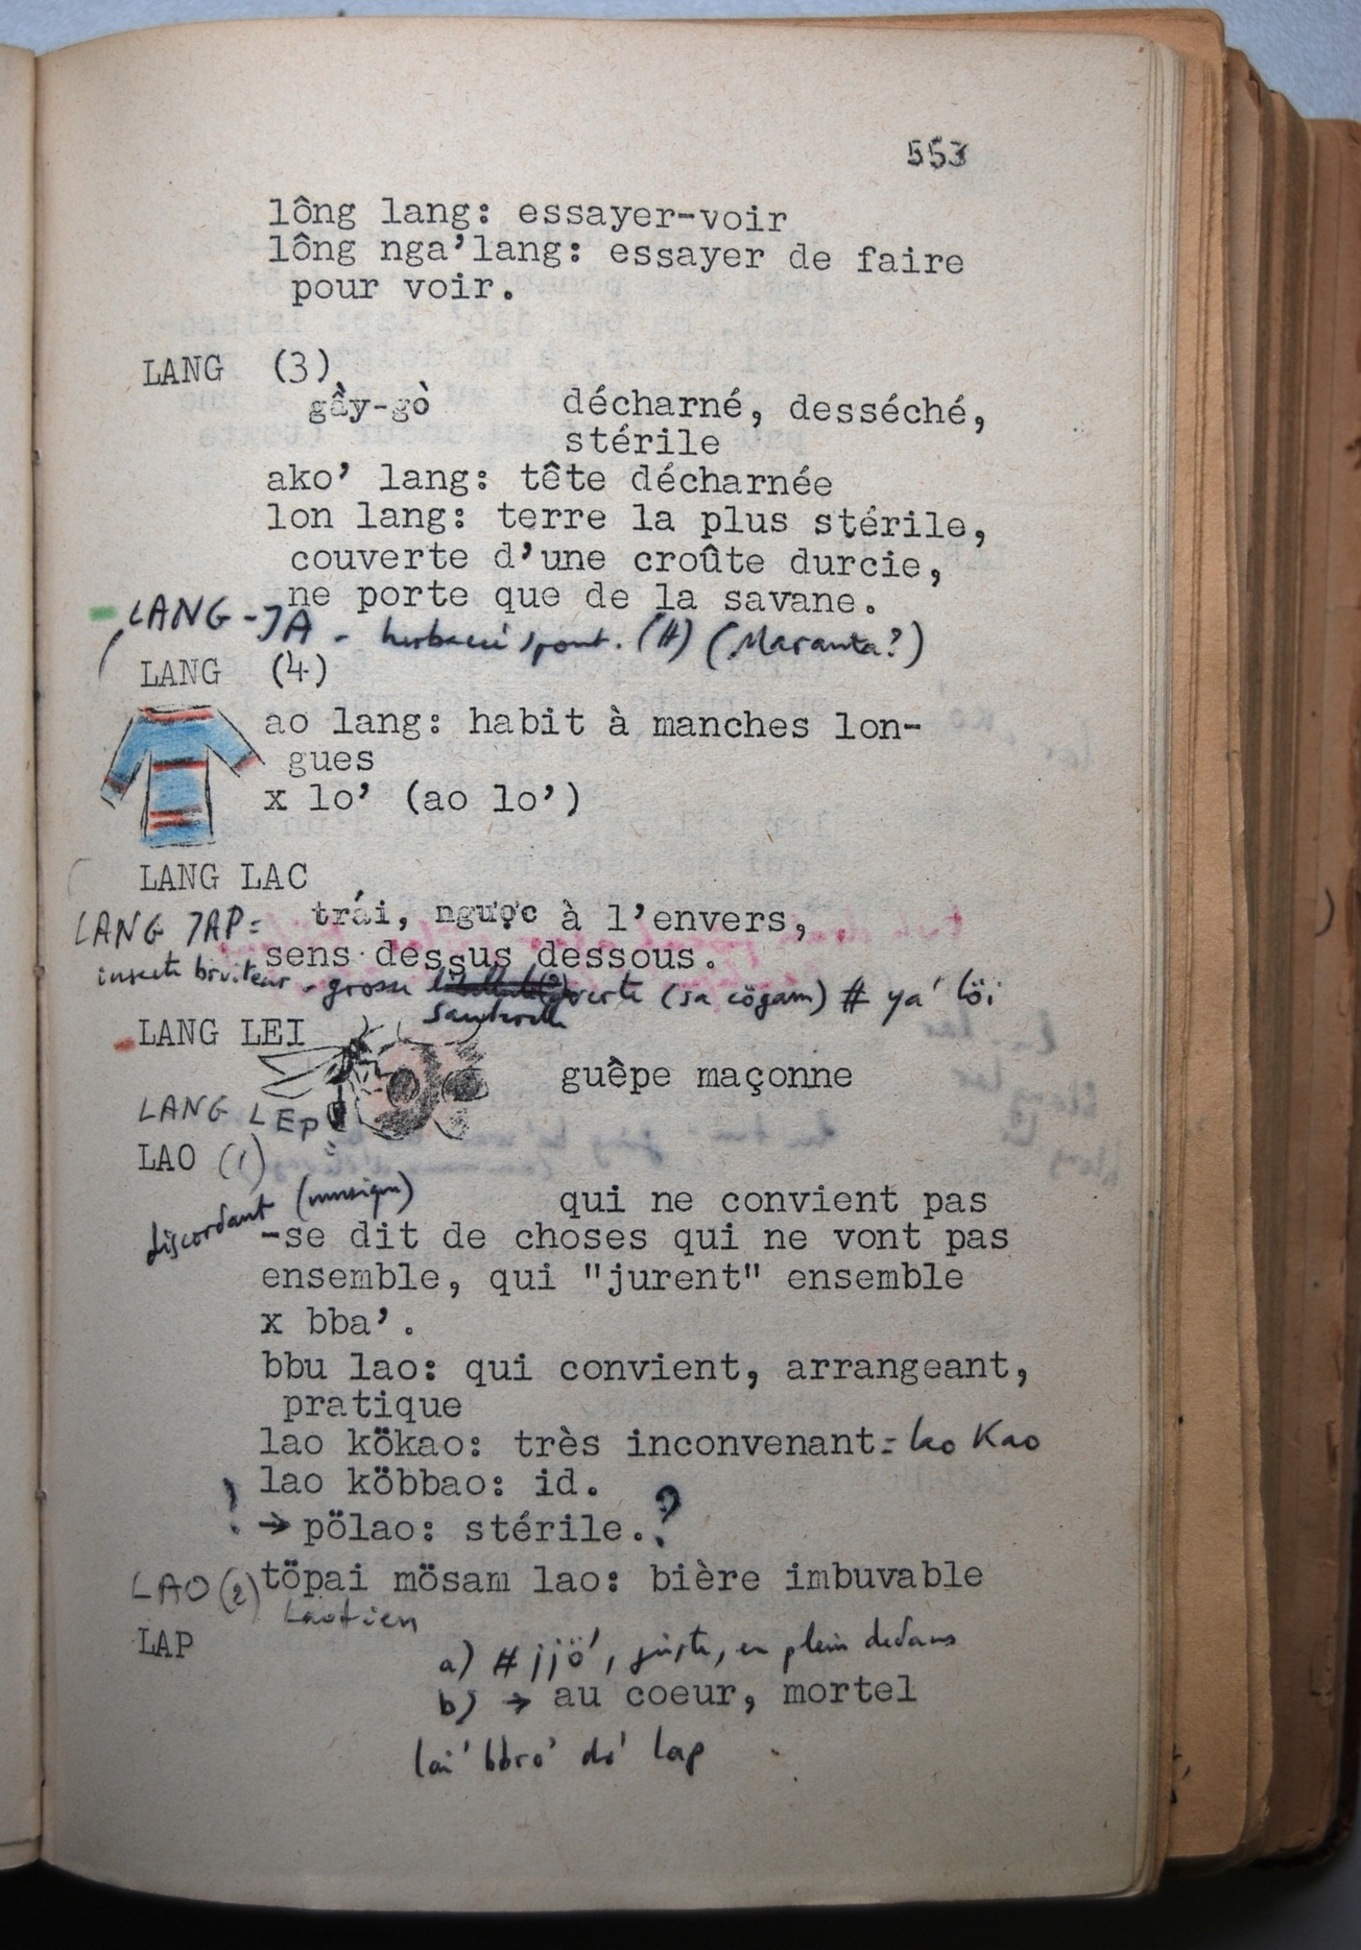 553
lông lang: essayer-voir
lông nga’lang: essayer de faire
pour voir.
LANG (3)
gầy-gò décharné, desséché,
stérile
ako’ lang: tête décharnée
lon lang: terre la plus stérile,
couverte d’une croûte durcie,
ne porte que de la savane.
LANG-JA - herbacée spont. (#) (Maranta?)
LANG (4)
ao lang: habit à manches lon-
gues
x lo’ (ao lo’)
LANG LAC
trái, ngược à l’envers,
LANG JAP=
sens dessus dessous.
insecte bruiteur - grosse verte (sa cögam) # ya’ löi
LANG LEI
guêpe maçonne
LANG LEP
LAO (1)
discordant (musique) qui ne convient pas
-se dit de choses qui ne vont pas
ensemble, qui "jurent" ensemble
x bba’.
bbu lao: qui convient, arrangeant,
pratique
lao kökao: très inconvenant = lao Kao
lao köbbao: id.
! → pölao: stérile. ?
LAO (2) töpai mösam lao: bière imbuvable
Laotien
LAP
a) # jjö’, juste, en plein dedans
b) → au coeur, mortel
lai’ bbro’ do’ lap